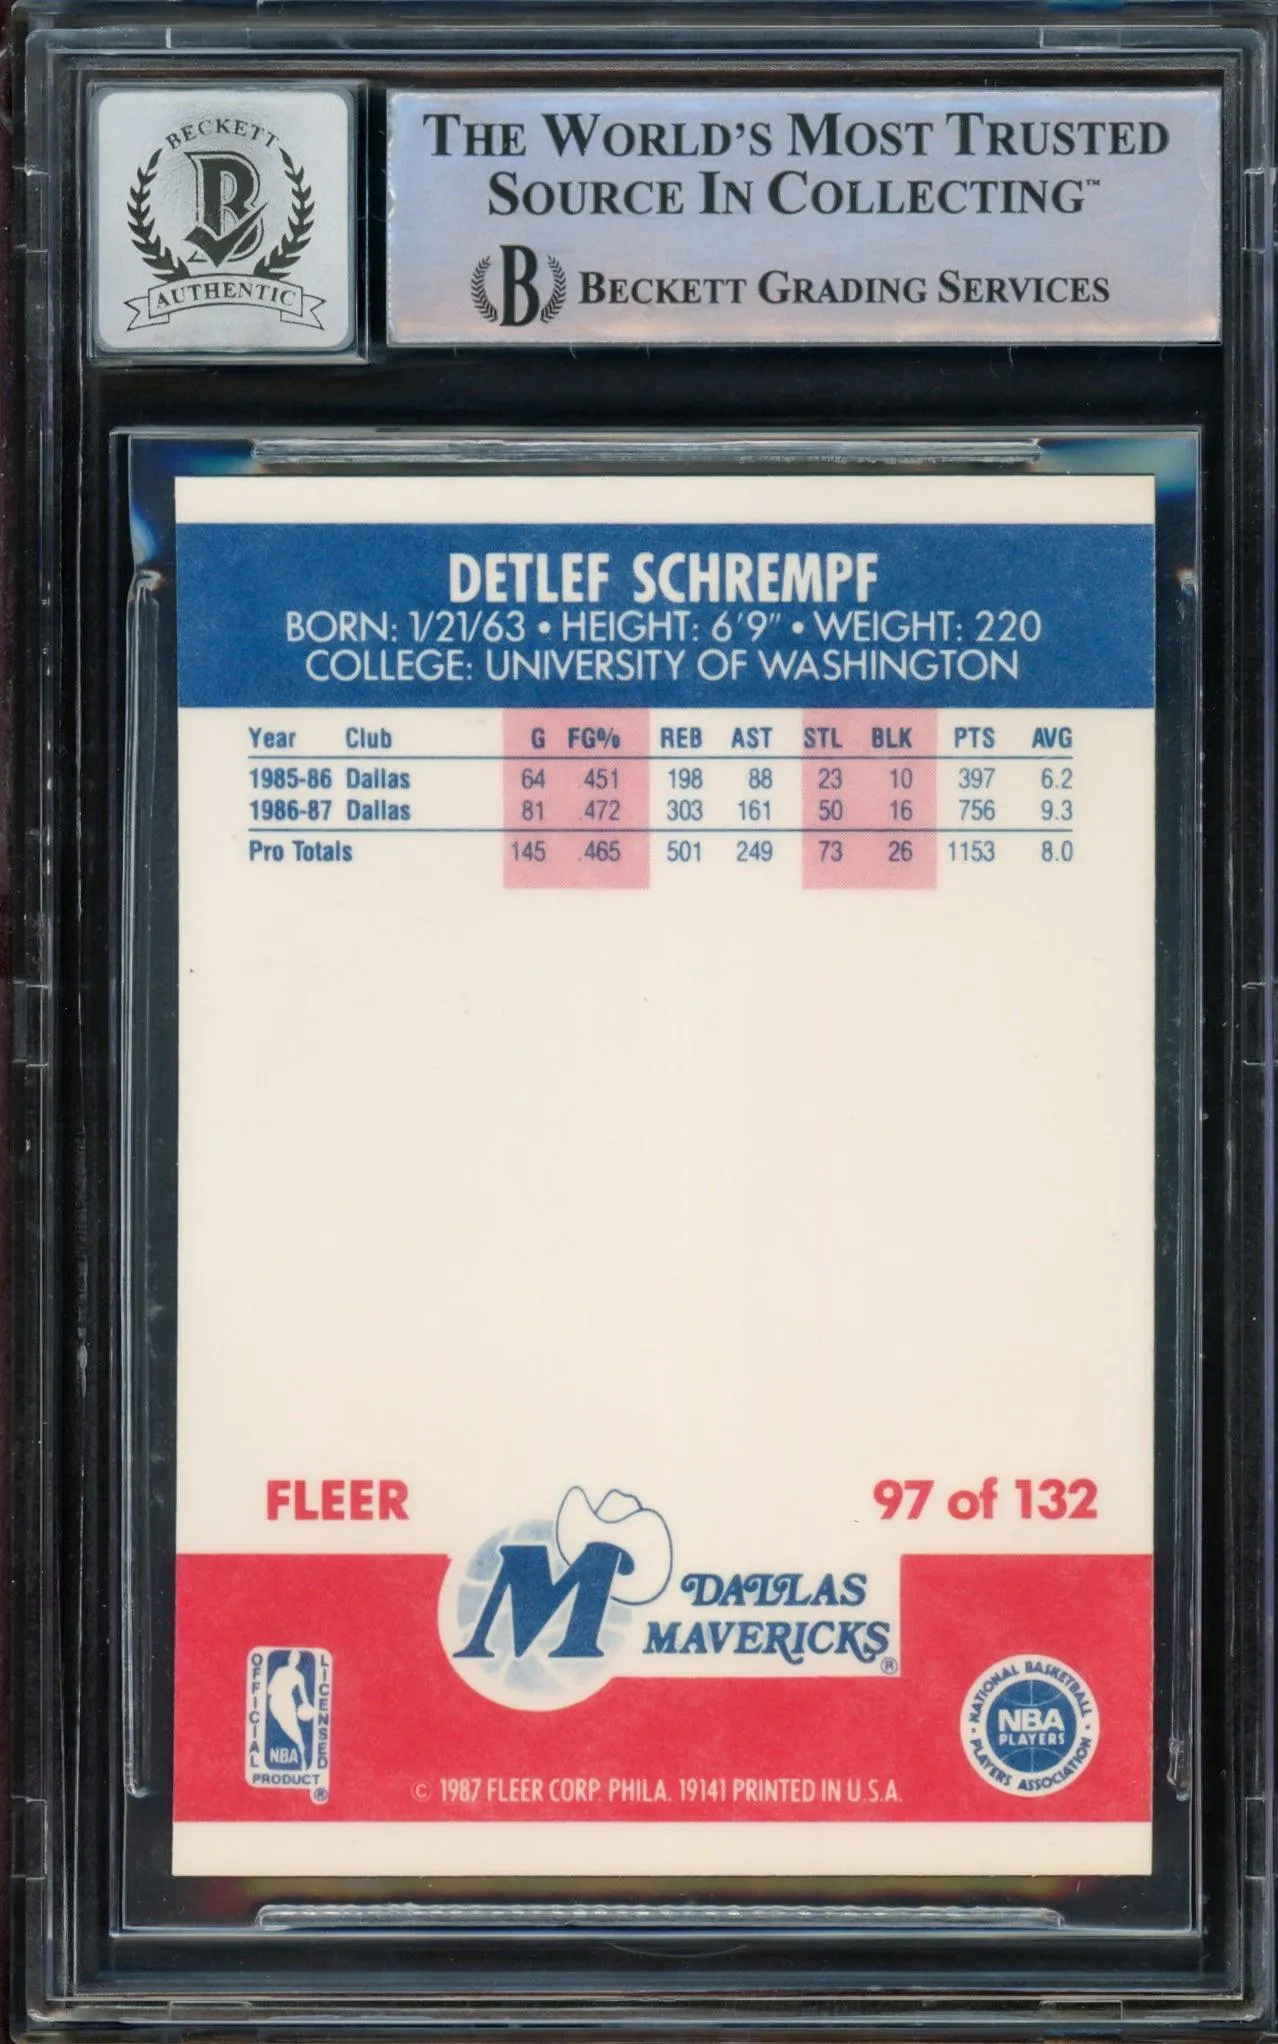 BECKETT
B
AUTHENTIC
THE WORLD'S MOST TRUSTED
SOURCE IN COLLECTING™
B BECKETT GRADING SERVICES
DETLEF SCHREMPF
BORN: 1/21/63 • HEIGHT: 6'9" • WEIGHT: 220
COLLEGE: UNIVERSITY OF WASHINGTON
Year Club G FG% REB AST STL BLK PTS AVG
1985-86 Dallas 64 .451 198 88 23 10 397 6.2
1986-87 Dallas 81 .472 303 161 50 16 756 9.3
Pro Totals 145 .465 501 249 73 26 1153 8.0
FLEER
97 of 132
M DALLAS
MAVERICKS®
OFFICIAL LICENSED
NBA
PRODUCT ®
NATIONAL BASKETBALL
NBA
PLAYERS
• PLAYERS ASSOCIATION •
© 1987 FLEER CORP. PHILA. 19141 PRINTED IN U.S.A.